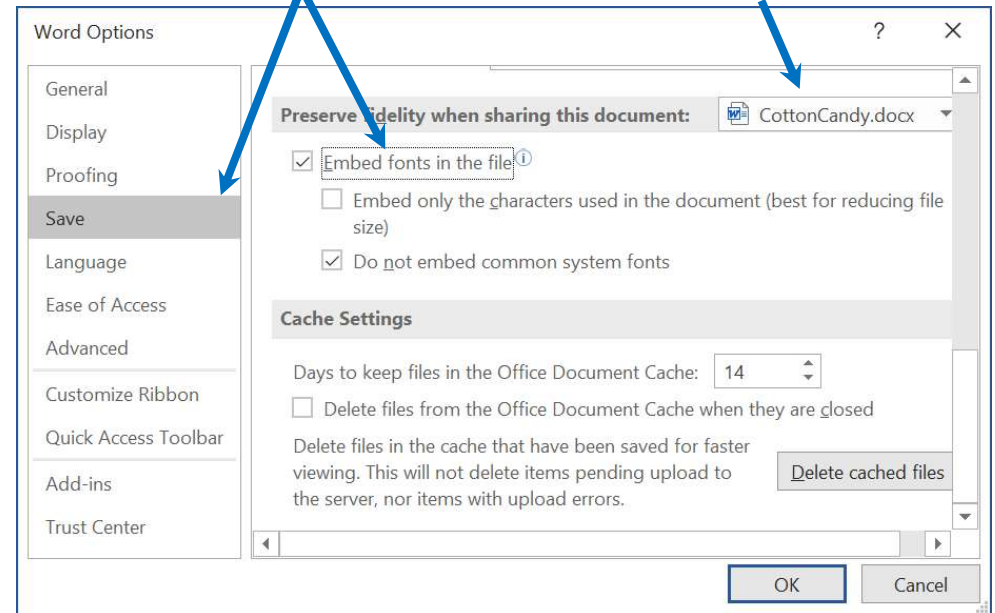 Word Options
?
General
Display
Proofing
Save
Language
Ease of Access
Advanced
Customize Ribbon
Quick Access Toolbar
Add-ins
Trust Center
Preserve fidelity when sharing this document:
CottonCandy.docx
Embed fonts in the file
Embed only the characters used in the document (best for reducing file
size)
Do not embed common system fonts
Cache Settings
Days to keep files in the Office Document Cache: 14
Delete files from the Office Document Cache when they are closed
Delete files in the cache that have been saved for faster
viewing. This will not delete items pending upload to
the server, nor items with upload errors.
Delete cached files
OK
Cancel